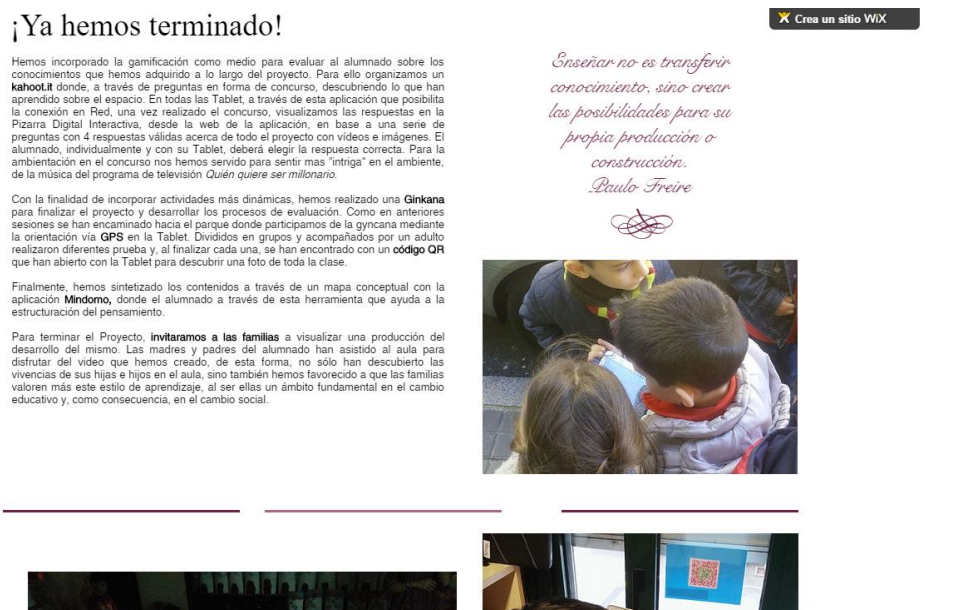 ¡Ya hemos terminado!
Hemos incorporado la gamificación como medio para evaluar al alumnado sobre los
conocimientos que hemos adquirido a lo largo del proyecto. Para ello organizamos un
kahoot.it donde, a través de preguntas en forma de concurso, descubriendo lo que han
aprendido sobre el espacio. En todas las Tablet, a través de esta aplicación que posibilita
la conexión en Red, una vez realizado el concurso, visualizamos las respuestas en la
Pizarra Digital Interactiva, desde la web de la aplicación, en base a una serie de
preguntas con 4 respuestas válidas acerca de todo el proyecto con vídeos e imágenes. El
alumnado, individualmente y con su Tablet, deberá elegir la respuesta correcta. Para la
ambientación en el concurso nos hemos servido para sentir mas "intriga" en el ambiente,
de la música del programa de televisión Quién quiere ser millonario.
Con la finalidad de incorporar actividades más dinámicas, hemos realizado una Ginkana
para finalizar el proyecto y desarrollar los procesos de evaluación. Como en anteriores
sesiones se han encaminado hacia el parque donde participamos de la gyncana mediante
la orientación vía GPS en la Tablet. Divididos en grupos y acompañados por un adulto
realizaron diferentes prueba y, al finalizar cada una, se han encontrado con un código QR
que han abierto con la Tablet para descubrir una foto de toda la clase.
Finalmente, hemos sintetizado los contenidos a través de un mapa conceptual con la
aplicación Mindomo, donde el alumnado a través de esta herramienta que ayuda a la
estructuración del pensamiento.
Para terminar el Proyecto, invitaramos a las familias a visualizar una producción del
desarrollo del mismo. Las madres y padres del alumnado han asistido al aula para
disfrutar del video que hemos creado, de esta forma, no sólo han descubierto las
vivencias de sus hijas e hijos en el aula, sino también hemos favorecido a que las familias
valoren más este estilo de aprendizaje, al ser ellas un ámbito fundamental en el cambio
educativo y, como consecuencia, en el cambio social.
Crea un sitio WiX
Enseñar no es transferir
conocimiento, sino crear
las posibilidades para su
propia producción o
construcción.
Paulo Freire